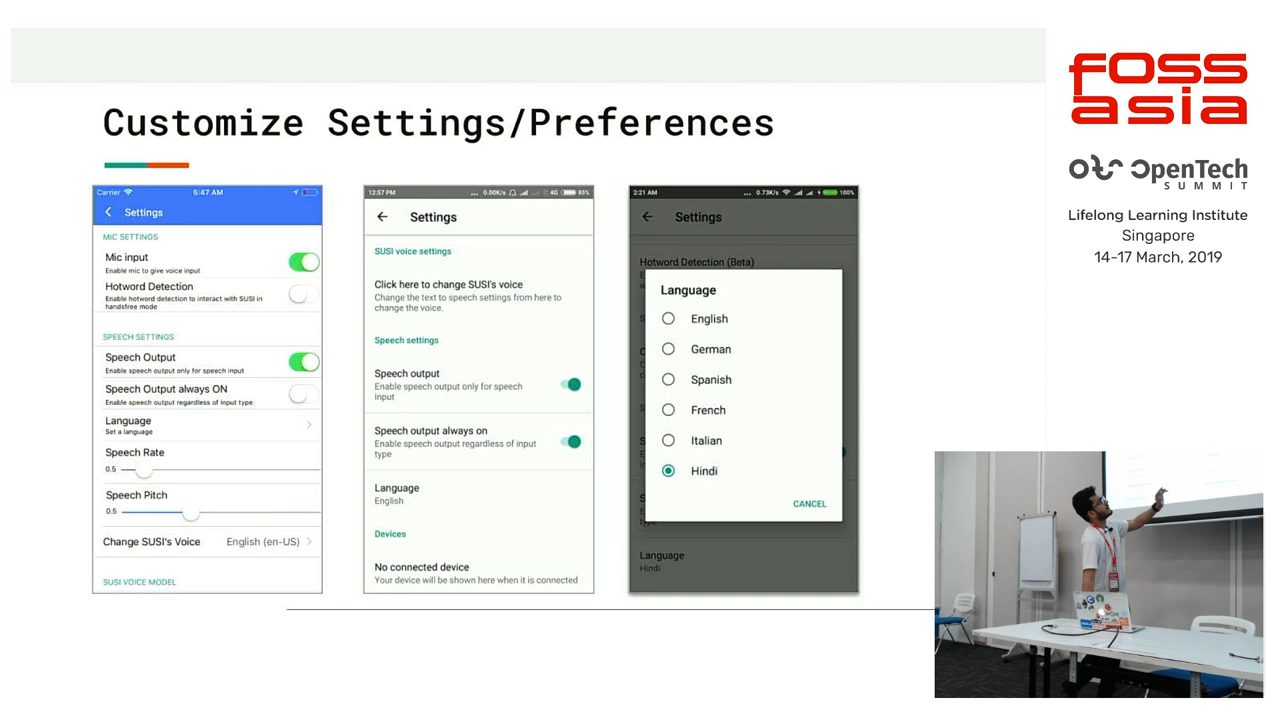 Customize Settings/Preferences
Carrier 5:47 AM
Settings
MIC SETTINGS
Mic input
Enable mic to give voice input
Hotword Detection
Enable hotword detection to interact with SUSI in
handsfree mode
SPEECH SETTINGS
Speech Output
Enable speech output only for speech input
Speech Output always ON
Enable speech output regardless of input type
Language
Set a language
Speech Rate
0.5
Speech Pitch
0.5
Change SUSI's Voice English (en-US)
SUSI VOICE MODEL
12:57 PM ... 0.00K/s 4G 85%
Settings
SUSI voice settings
Click here to change SUSI's voice
Change the text to speech settings from here to
change the voice.
Speech settings
Speech output
Enable speech output only for speech
input
Speech output always on
Enable speech output regardless of input
type
Language
English
Devices
No connected device
Your device will be shown here when it is connected
2:21 AM ... 0.73K/s 100%
Settings
Hotword Detection (Beta)
Language
English
German
Spanish
French
Italian
Hindi
CANCEL
type
Language
Hindi
fOSS
asia
OpenTech
SUMMIT
Lifelong Learning Institute
Singapore
14-17 March, 2019